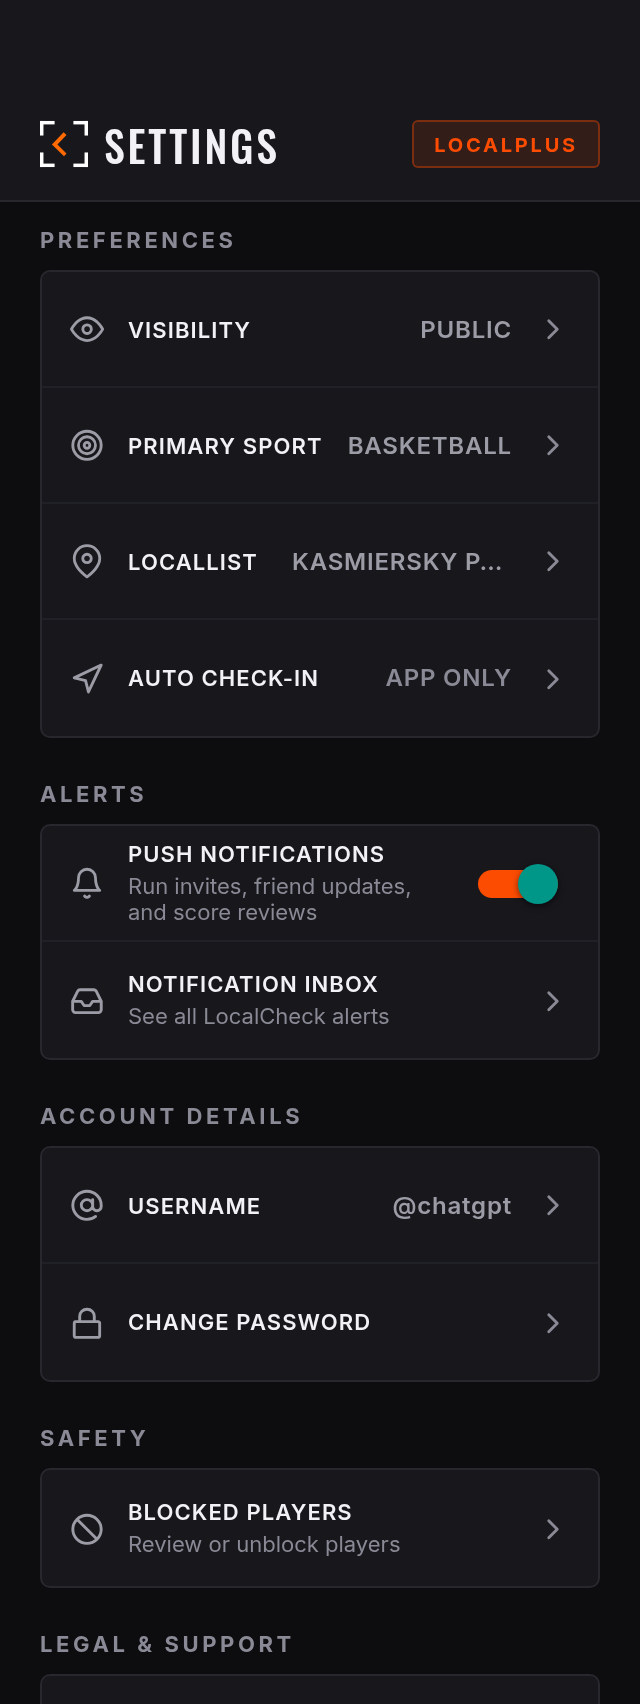 SETTINGS
LOCALPLUS
PREFERENCES
VISIBILITY PUBLIC
PRIMARY SPORT BASKETBALL
LOCALLIST KASMIERSKY P...
AUTO CHECK-IN APP ONLY
ALERTS
PUSH NOTIFICATIONS
Run invites, friend updates,
and score reviews
NOTIFICATION INBOX
See all LocalCheck alerts
ACCOUNT DETAILS
USERNAME @chatgpt
CHANGE PASSWORD
SAFETY
BLOCKED PLAYERS
Review or unblock players
LEGAL & SUPPORT